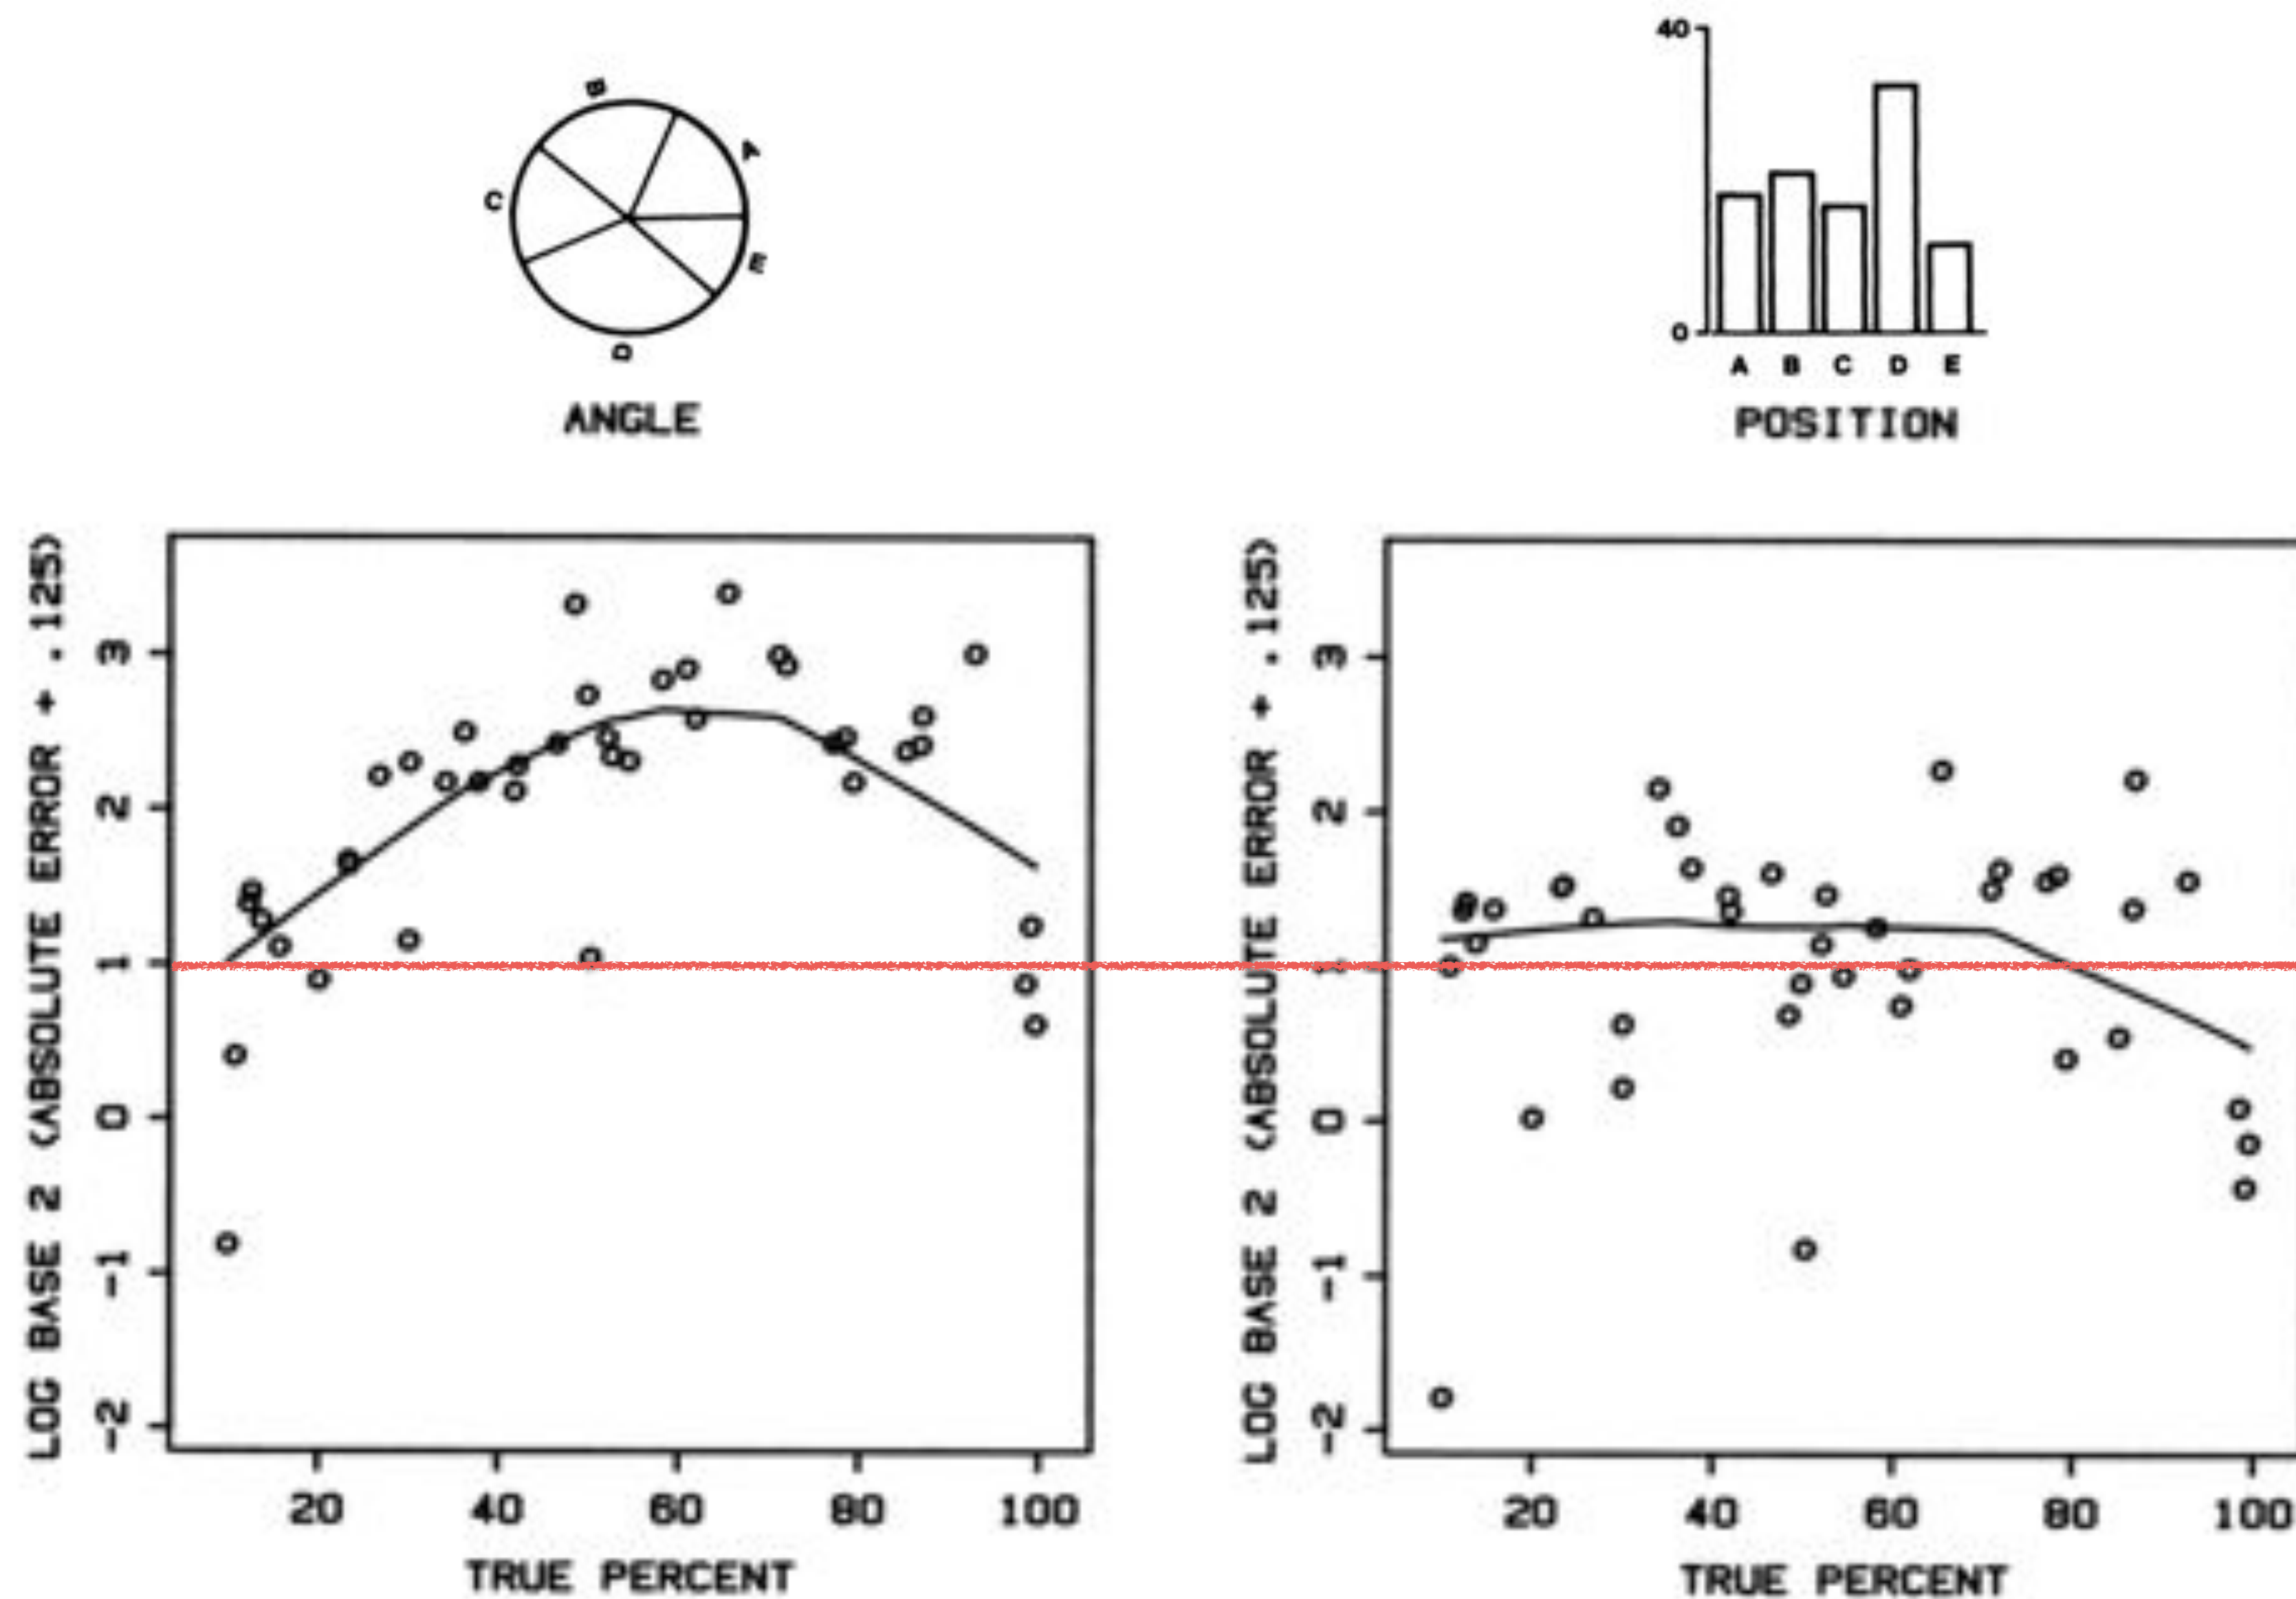 B
A
C
E
D
ANGLE
40
0
A B C D E
POSITION
LOG BASE 2 (ABSOLUTE ERROR + .125)
3
2
1
0
-1
-2
20 40 60 80 100
TRUE PERCENT
LOG BASE 2 (ABSOLUTE ERROR + .125)
3
2
1
0
-1
-2
20 40 60 80 100
TRUE PERCENT